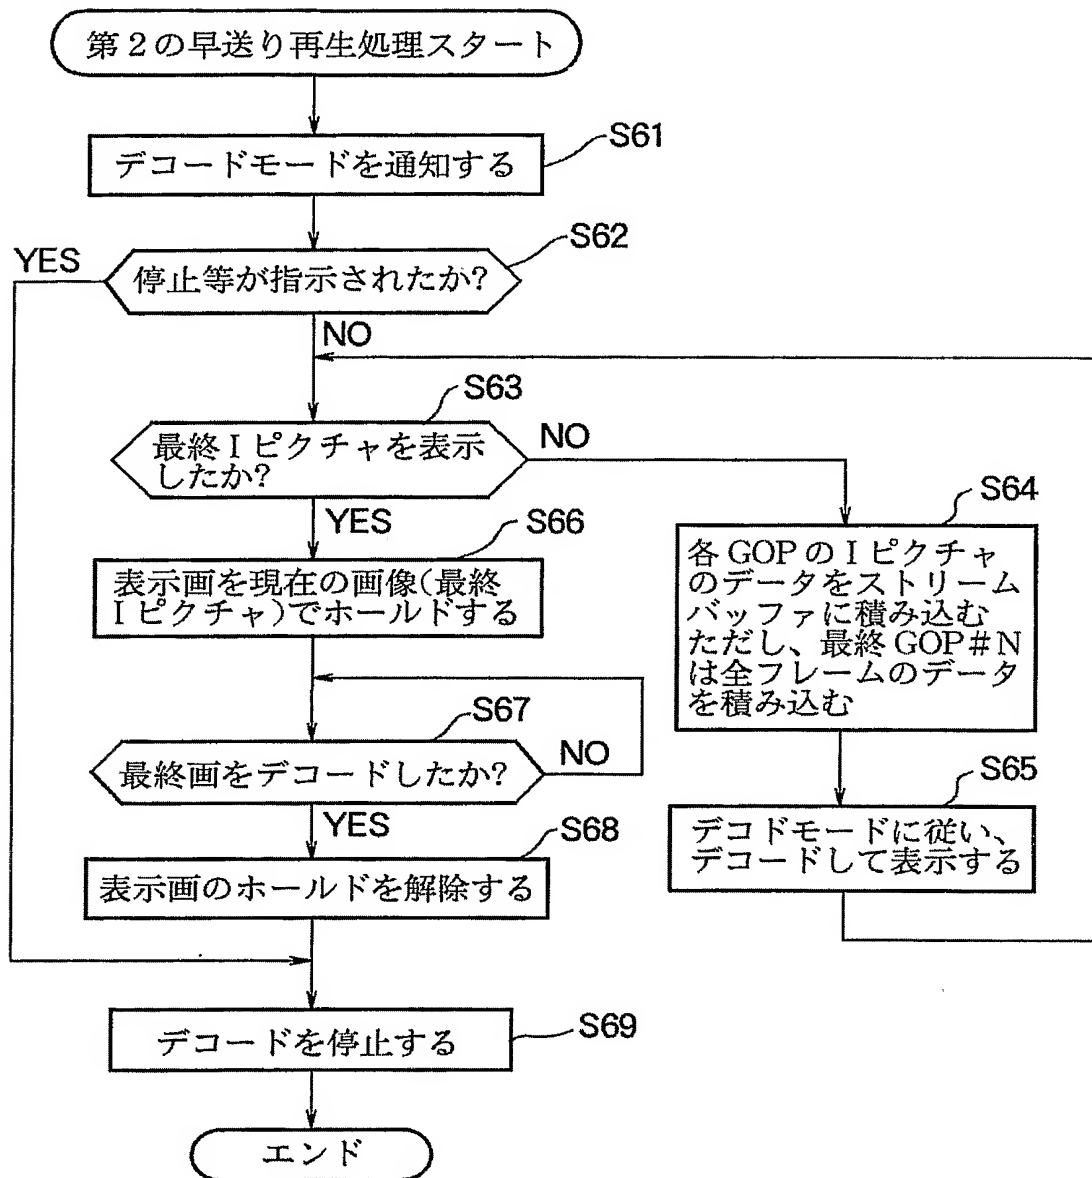 第2の早送り再生処理スタート
S61
デコードモードを通知する
S62
YES
停止等が指示されたか?
NO
S63
最終Iピクチャを表示
したか?
NO
YES
S64
各GOPのIピクチャ
のデータをストリーム
バッファに積み込む
ただし、最終GOP#N
は全フレームのデータ
を積み込む
S66
表示画を現在の画像(最終
Iピクチャ)でホールドする
S67
最終画をデコードしたか?
NO
YES
S65
デコドモードに従い、
デコードして表示する
S68
表示画のホールドを解除する
S69
デコードを停止する
エンド